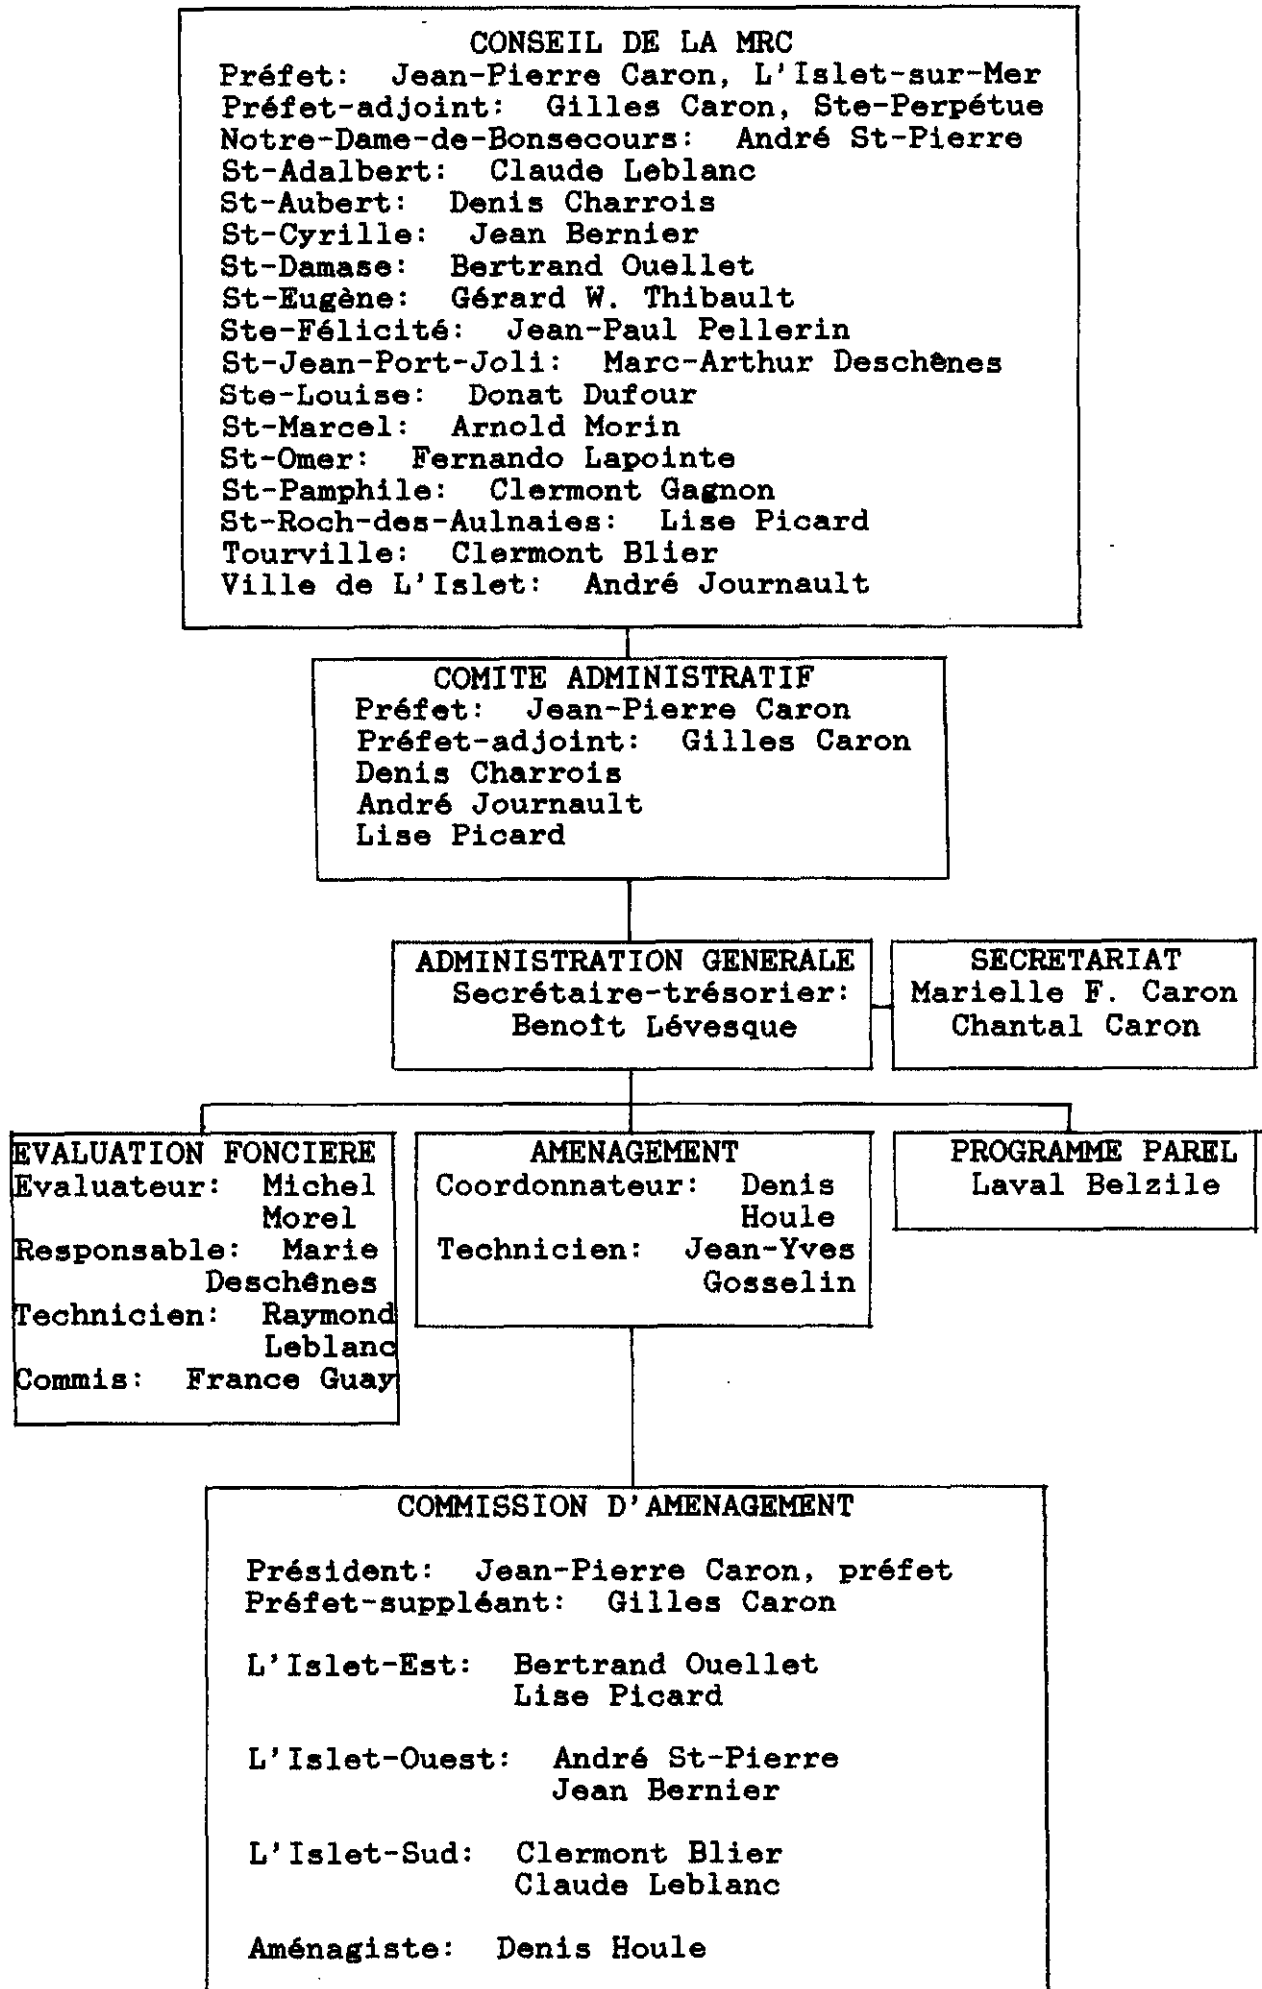 CONSEIL DE LA MRC
Préfet: Jean-Pierre Caron, L'Islet-sur-Mer
Préfet-adjoint: Gilles Caron, Ste-Perpétue
Notre-Dame-de-Bonsecours: André St-Pierre
St-Adalbert: Claude Leblanc
St-Aubert: Denis Charrois
St-Cyrille: Jean Bernier
St-Damase: Bertrand Ouellet
St-Eugène: Gérard W. Thibault
Ste-Félicité: Jean-Paul Pellerin
St-Jean-Port-Joli: Marc-Arthur Deschênes
Ste-Louise: Donat Dufour
St-Marcel: Arnold Morin
St-Omer: Fernando Lapointe
St-Pamphile: Clermont Gagnon
St-Roch-des-Aulnaies: Lise Picard
Tourville: Clermont Blier
Ville de L'Islet: André Journault
COMITE ADMINISTRATIF
Préfet: Jean-Pierre Caron
Préfet-adjoint: Gilles Caron
Denis Charrois
André Journault
Lise Picard
ADMINISTRATION GENERALE
Secrétaire-trésorier:
Benoît Lévesque
SECRETARIAT
Marielle F. Caron
Chantal Caron
EVALUATION FONCIERE
Evaluateur: Michel
Morel
Responsable: Marie
Deschênes
Technicien: Raymond
Leblanc
Commis: France Guay
AMENAGEMENT
Coordonnateur: Denis
Houle
Technicien: Jean-Yves
Gosselin
PROGRAMME PAREL
Laval Belzile
COMMISSION D'AMENAGEMENT
Président: Jean-Pierre Caron, préfet
Préfet-suppléant: Gilles Caron
L'Islet-Est: Bertrand Ouellet
Lise Picard
L'Islet-Ouest: André St-Pierre
Jean Bernier
L'Islet-Sud: Clermont Blier
Claude Leblanc
Aménagiste: Denis Houle